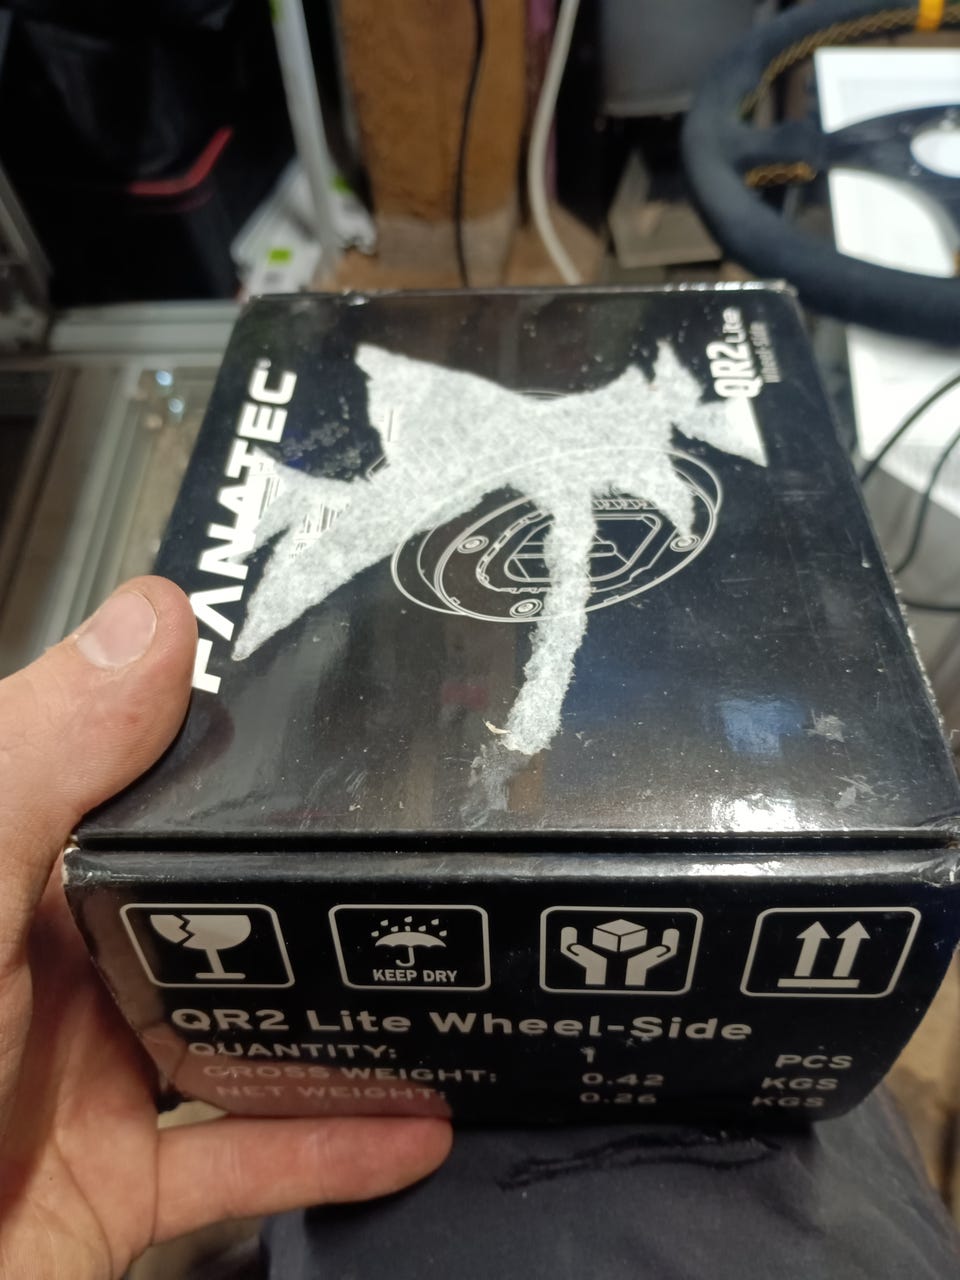 FANATEC
QR2 Lite
Wheel-Side
KEEP DRY
QR2 Lite Wheel-Side
QUANTITY: 1 PCS
GROSS WEIGHT: 0.42 KGS
NET WEIGHT: 0.26 KGS